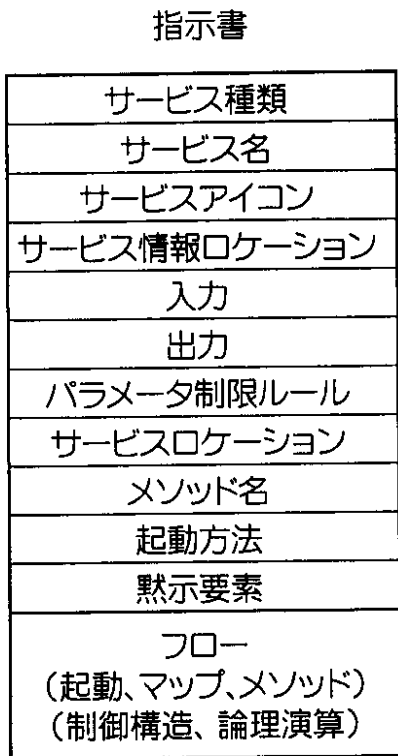 指示書
サービス種類
サービス名
サービスアイコン
サービス情報ロケーション
入力
出力
パラメータ制限ルール
サービスロケーション
メソッド名
起動方法
黙示要素
フロー
(起動、マップ、メソッド)
(制御構造、論理演算)